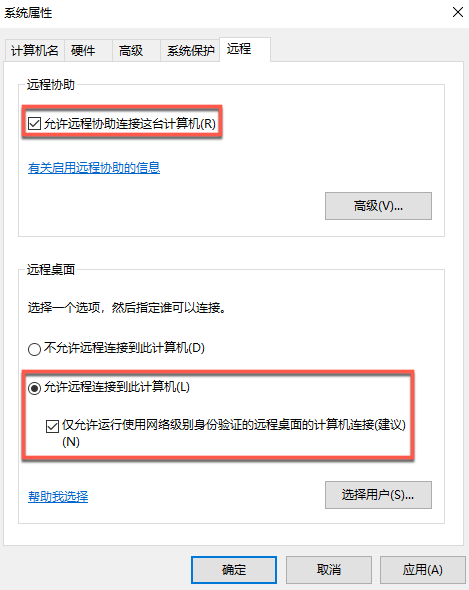 系统属性
计算机名 硬件 高级 系统保护 远程
远程协助
允许远程协助连接这台计算机(R)
有关启用远程协助的信息
高级(V)...
远程桌面
选择一个选项，然后指定谁可以连接。
不允许远程连接到此计算机(D)
允许远程连接到此计算机(L)
仅允许运行使用网络级别身份验证的远程桌面的计算机连接(建议)
(N)
帮助我选择
选择用户(S)...
确定 取消 应用(A)